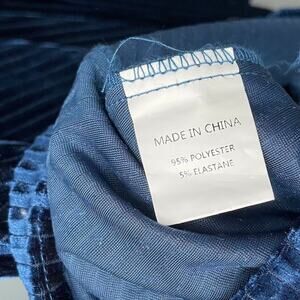 MADE IN CHINA
95% POLYESTER
5% ELASTANE